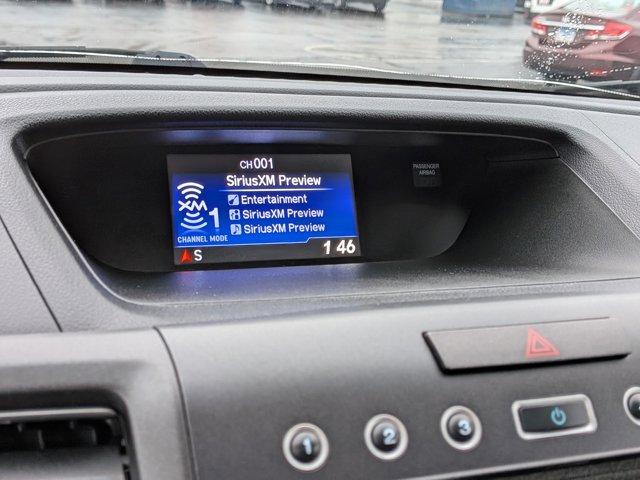 CH001
SiriusXM Preview
XM 1
Entertainment
SiriusXM Preview
SiriusXM Preview
CHANNEL MODE
S
1 46
PASSENGER
AIRBAG
1
2
3